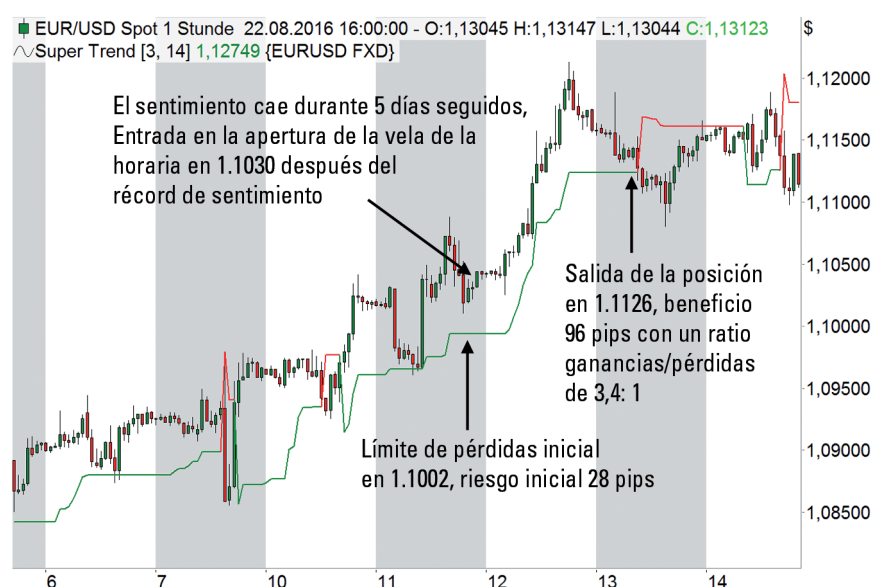 EUR/USD Spot 1 Stunde 22.08.2016 16:00:00 - O:1,13045 H:1,13147 L:1,13044 C:1,13123 $
Super Trend [3, 14] 1,12749 {EURUSD FXD}
El sentimiento cae durante 5 días seguidos,
Entrada en la apertura de la vela de la
horaria en 1.1030 después del
récord de sentimiento
Salida de la posición
en 1.1126, beneficio
96 pips con un ratio
ganancias/pérdidas
de 3,4: 1
Límite de pérdidas inicial
en 1.1002, riesgo inicial 28 pips
1,12000
1,11500
1,11000
1,10500
1,10000
1,09500
1,09000
1,08500
6 7 10 11 12 13 14